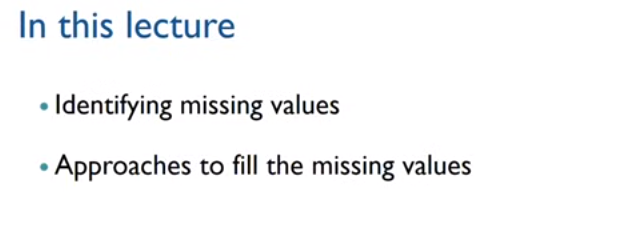 In this lecture
• Identifying missing values
• Approaches to fill the missing values